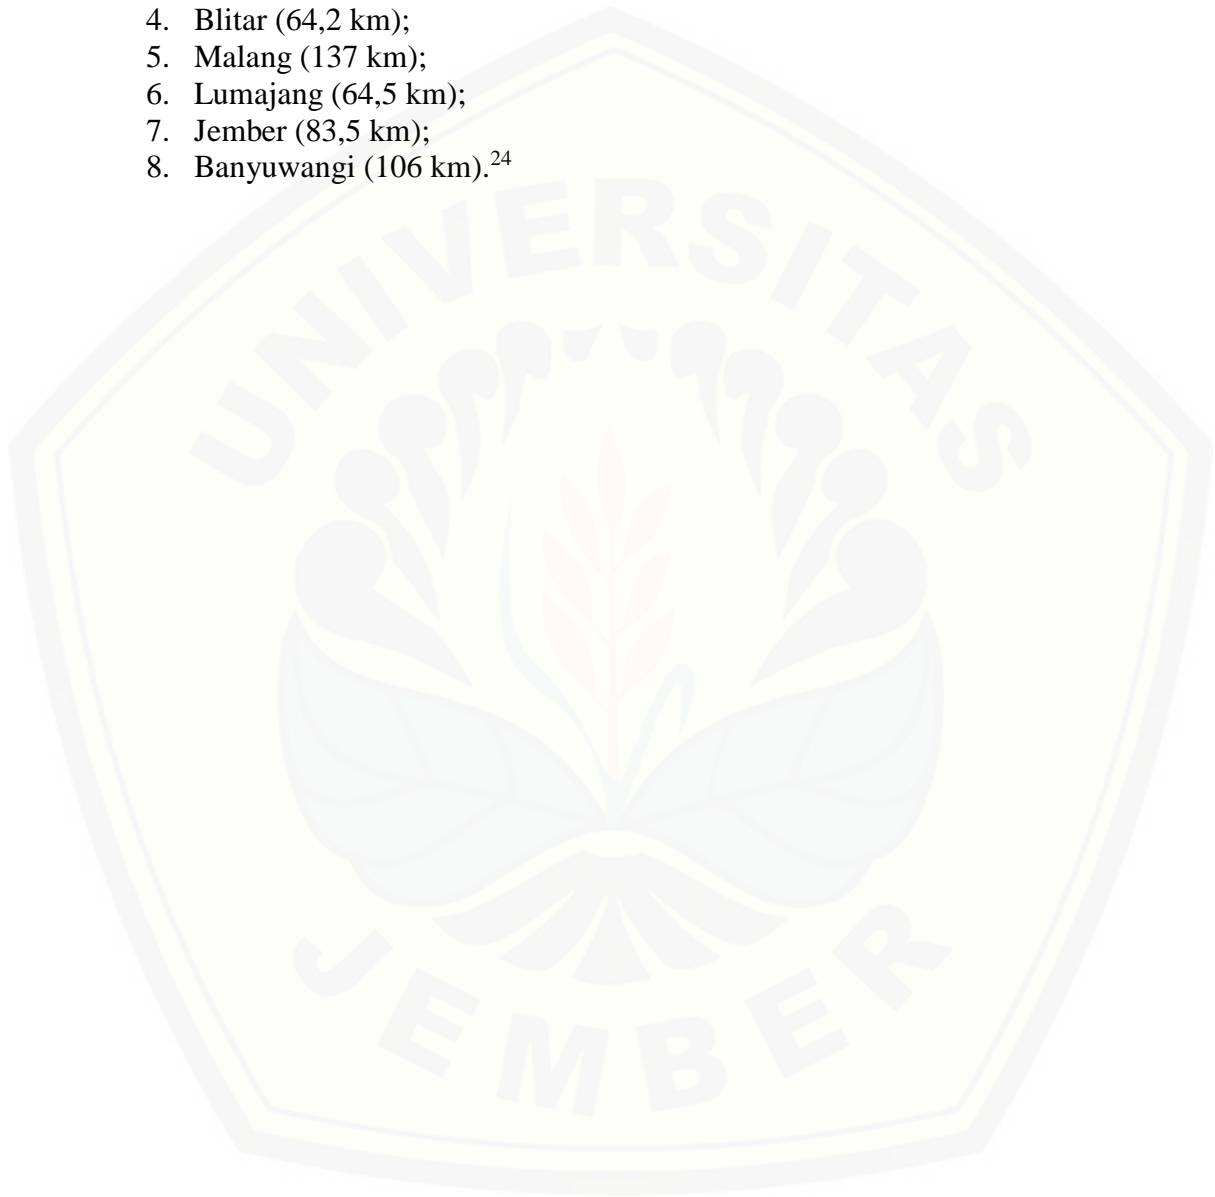 4. Blitar (64,2 km);
5. Malang (137 km);
6. Lumajang (64,5 km);
7. Jember (83,5 km);
8. Banyuwangi (106 km).24
UNIVERSITAS
JEMBER